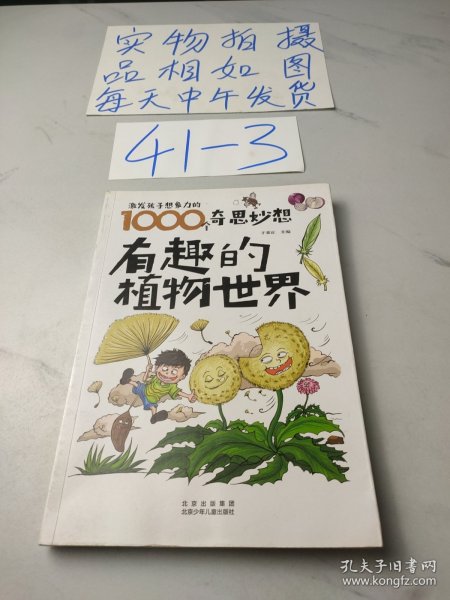 实物拍摄
品相如图
每天中午发货
41-3
激发孩子想象力的
1000个奇思妙想
有趣的
植物世界
北京出版集团
北京少年儿童出版社
孔夫子旧书网
www.kongfz.com